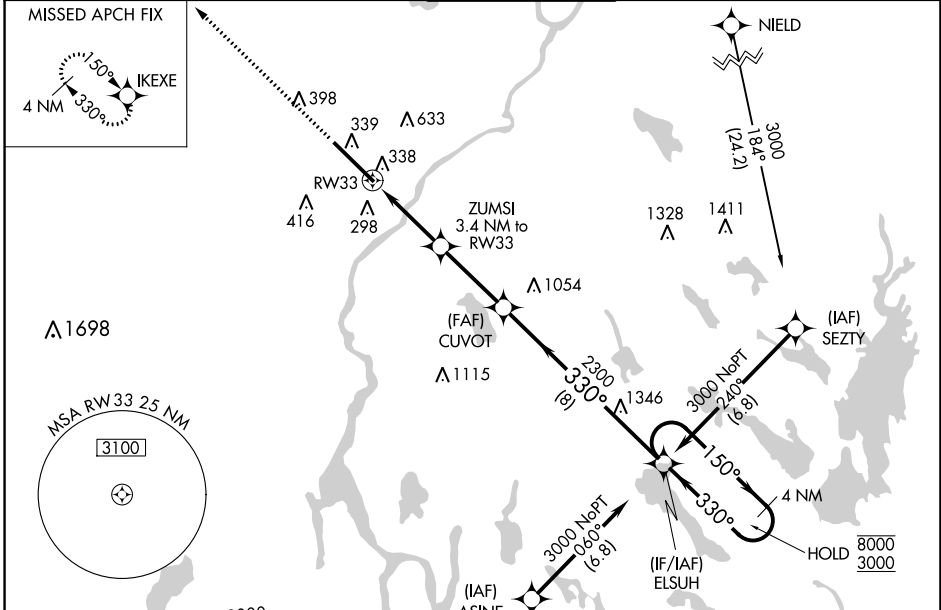 MISSED APCH FIX
150°
IKEXE
4 NM
330°
NIELD
3000
184°
(24.2)
398
339
633
338
RW33
416
298
ZUMSI
3.4 NM to
RW33
1328
1411
1054
(FAF)
CUVOT
(IAF)
SEZTY
1698
1115
2300
330°
(8)
1346
3000 NoPT
240°
(6.8)
MSA RW33 25 NM
3100
150°
4 NM
330°
HOLD
8000
3000
3000 NoPT
060°
(6.8)
(IF/IAF)
ELSUH
(IAF)